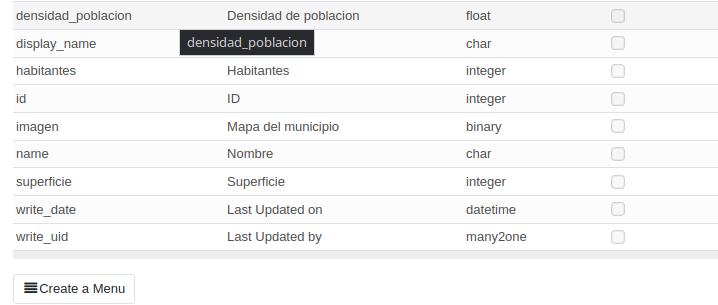 densidad_poblacion Densidad de poblacion float
display_name densidad_poblacion char
habitantes Habitantes integer
id ID integer
imagen Mapa del municipio binary
name Nombre char
superficie Superficie integer
write_date Last Updated on datetime
write_uid Last Updated by many2one
Create a Menu